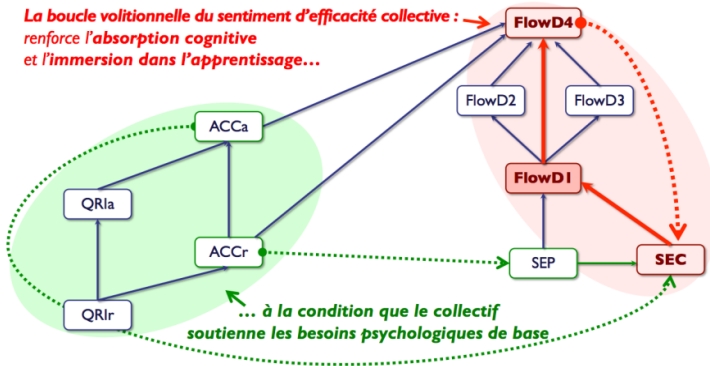 La boucle volitionnelle du sentiment d'efficacité collective :
renforce l'absorption cognitive
et l'immersion dans l'apprentissage…
FlowD4
FlowD2
FlowD3
ACCa
FlowD1
QRIa
ACCr
SEP
SEC
QRIr
… à la condition que le collectif
soutienne les besoins psychologiques de base